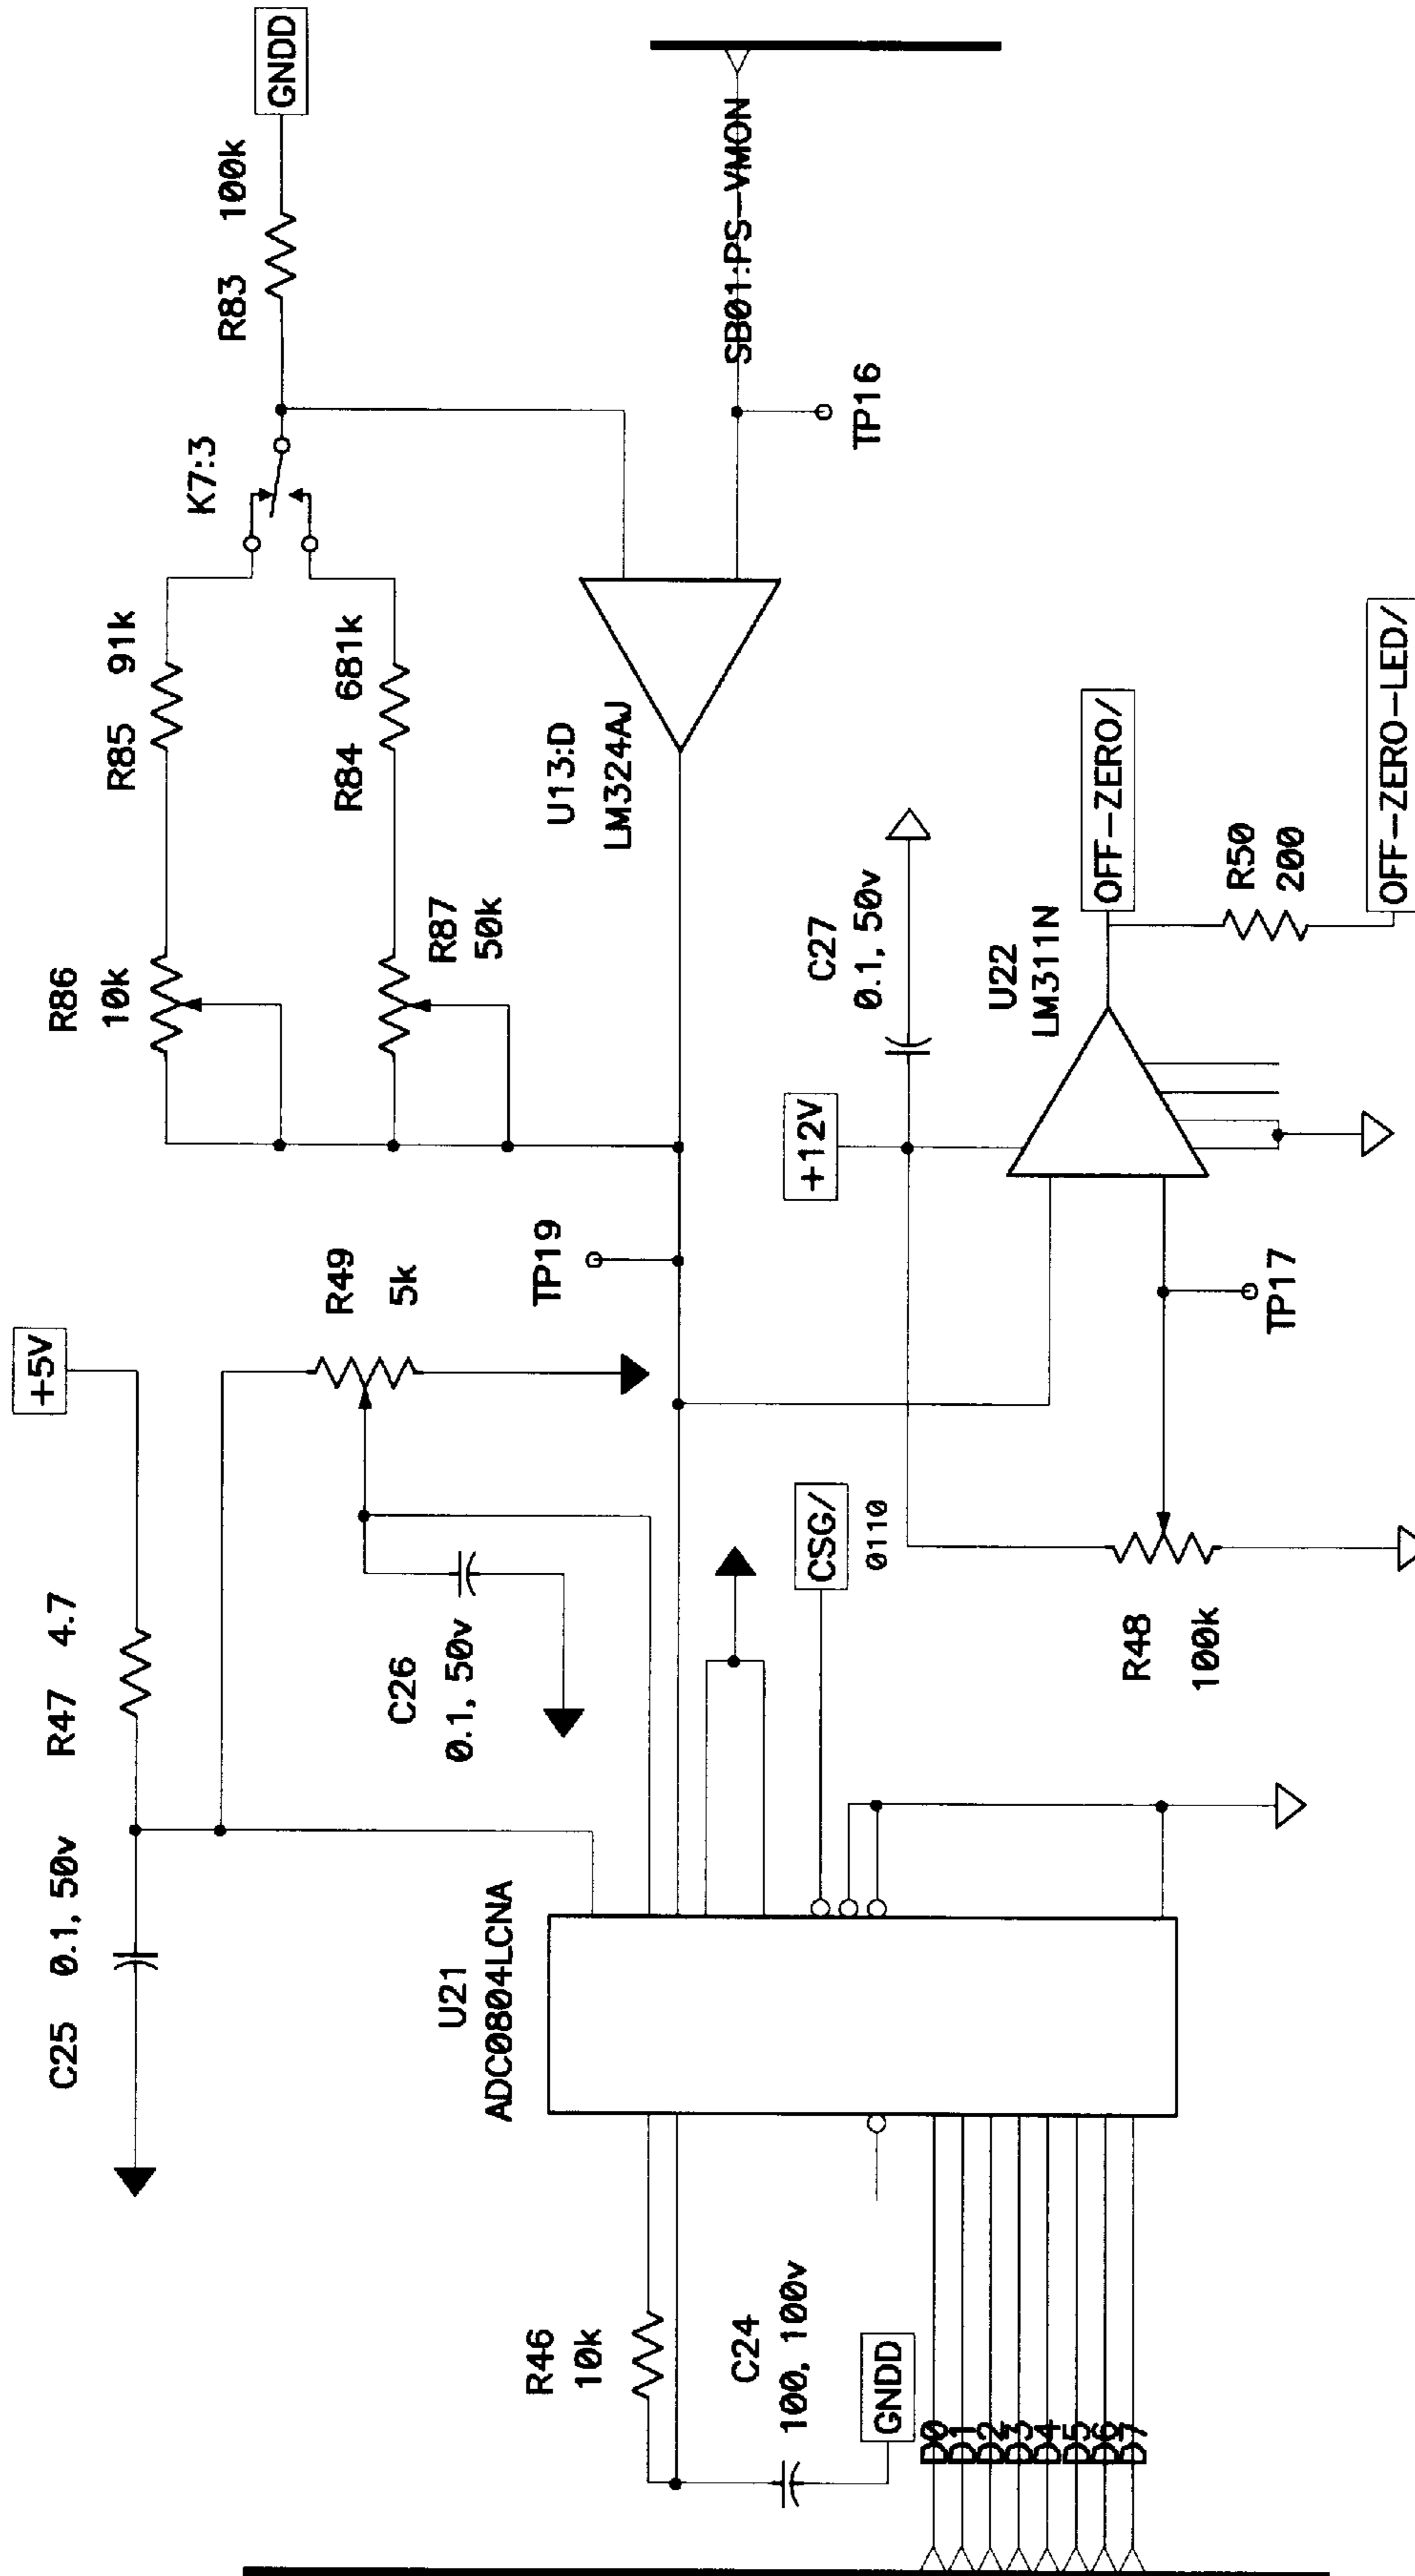 GNDD
R83 100k
K7:3
R85 91k
R86
10k
R84 681k
R87
50k
U13:D
LM324AJ
SB01:PS-VMON
TP16
+5V
R49
5k
TP19
R47 4.7
C25 0.1, 50v
C26
0.1, 50v
U21
ADC0804LCNA
CSG/
0110
+12V
C27
0.1, 50v
U22
LM311N
OFF-ZERO/
R50
200
OFF-ZERO-LED/
TP17
R48
100k
R46
10k
C24
100, 100v
GNDD
D0
D1
D2
D3
D4
D5
D6
D7